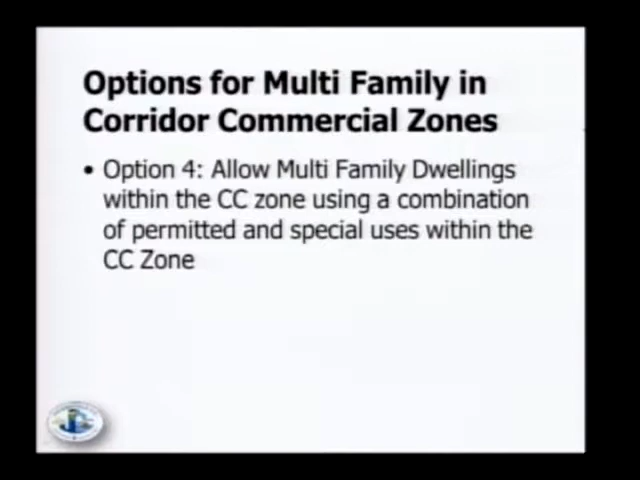 Options for Multi Family in
Corridor Commercial Zones
• Option 4: Allow Multi Family Dwellings
within the CC zone using a combination
of permitted and special uses within the
CC Zone